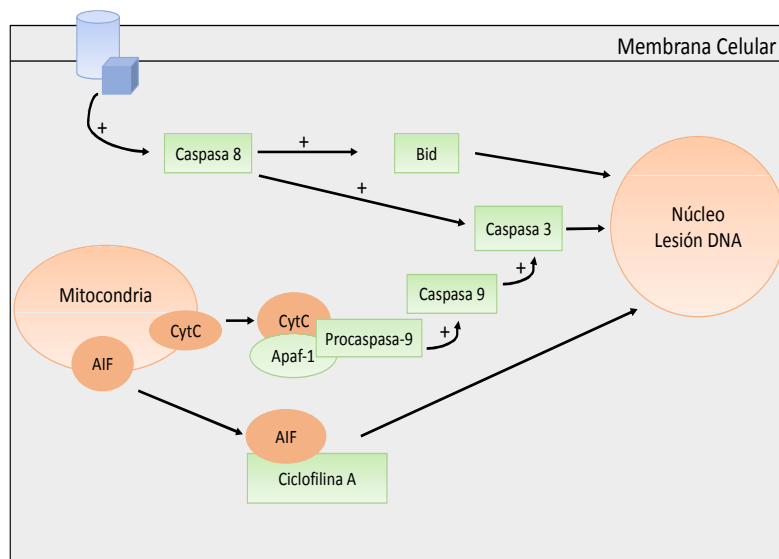 Membrana Celular
+
Caspasa 8
+
Bid
+
Caspasa 3
Núcleo
Lesión DNA
Mitocondria
CytC
AIF
CytC
Apaf-1
Procaspasa-9
+
Caspasa 9
+
AIF
Ciclofilina A